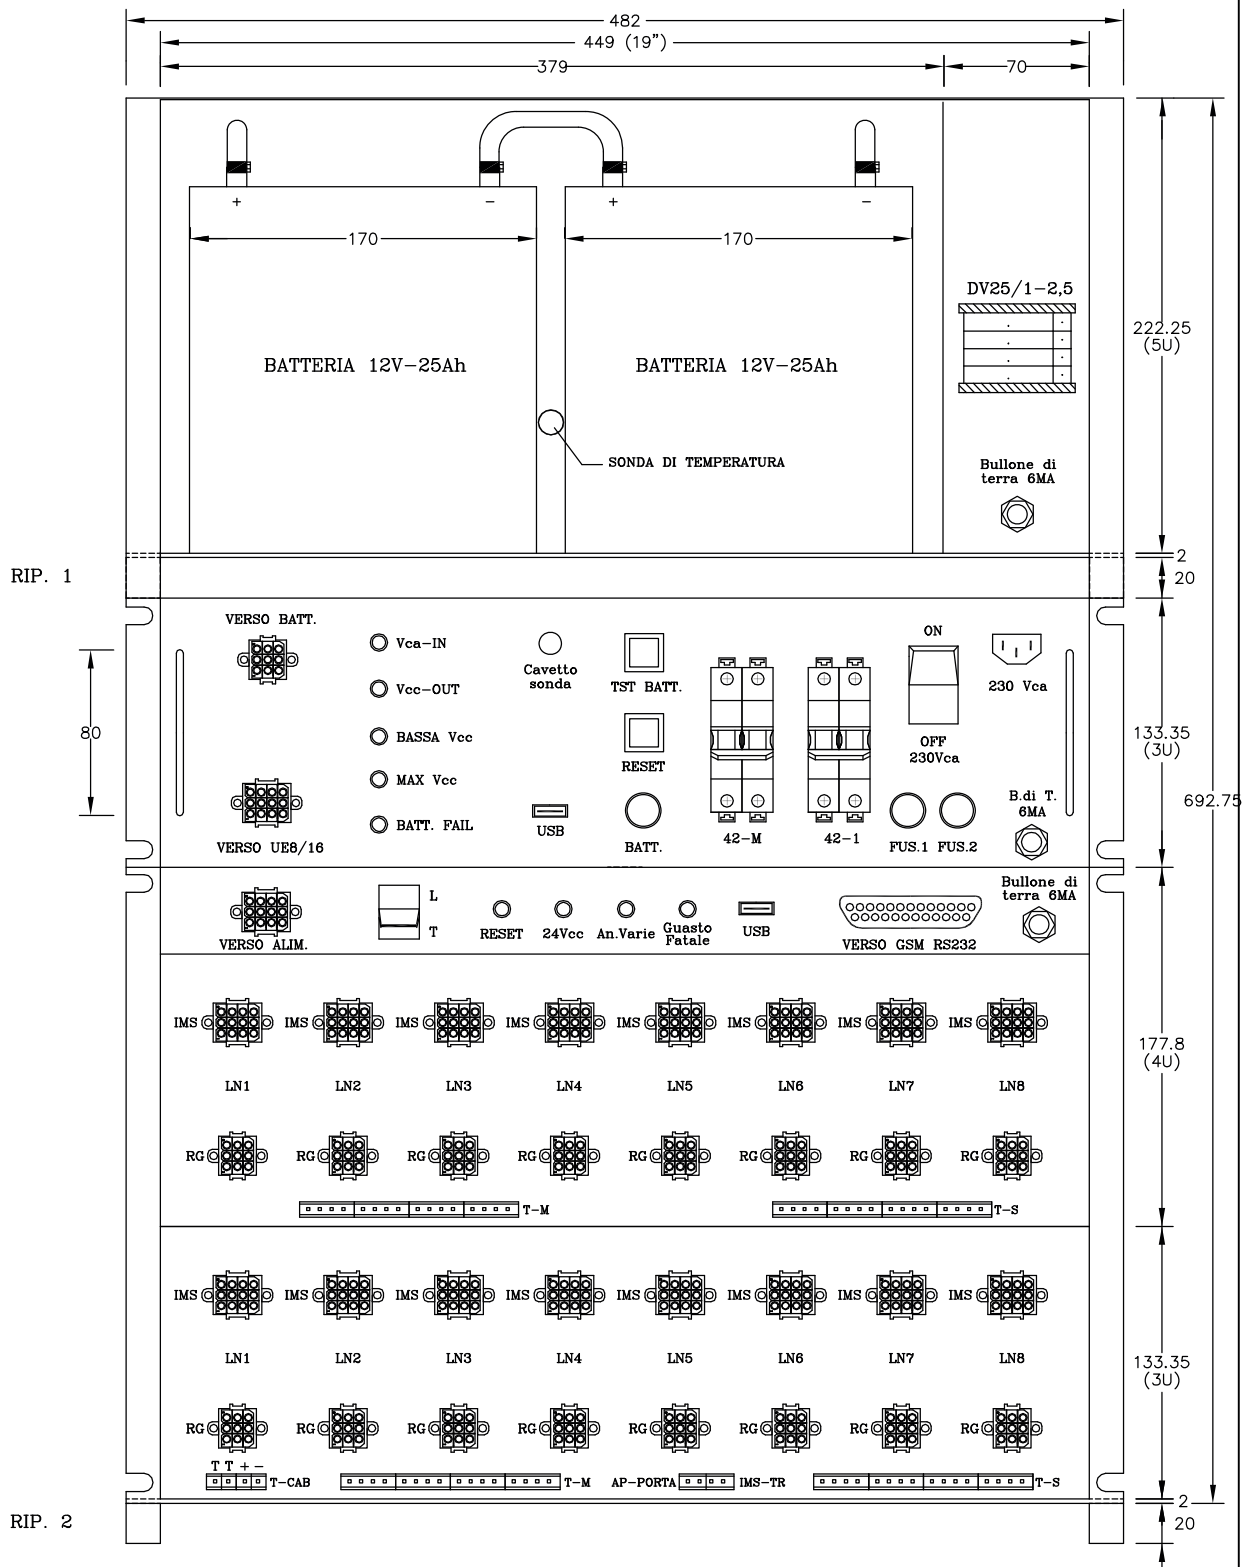 482
449 (19")
379
70
+
-
+
-
170
170
DV25/1-2,5
222.25
(5U)
BATTERIA 12V-25Ah
BATTERIA 12V-25Ah
SONDA DI TEMPERATURA
Bullone di
terra 6MA
2
RIP. 1
20
VERSO BATT.
Vca-IN
Cavetto
sonda
TST BATT.
ON
230 Vca
Vcc-OUT
80
BASSA Vcc
RESET
OFF
230Vca
133.35
(3U)
MAX Vcc
692.75
B.di T.
6MA
BATT. FAIL
USB
BATT.
42-M
42-1
FUS.1
FUS.2
VERSO UE8/16
Bullone di
terra 6MA
L
T
VERSO ALIM.
RESET
24Vcc
An.Varie
Guasto
Fatale
USB
VERSO GSM RS232
IMS IMS IMS IMS IMS IMS IMS IMS
177.8
(4U)
LN1 LN2 LN3 LN4 LN5 LN6 LN7 LN8
RG RG RG RG RG RG RG RG
T-M
T-S
IMS IMS IMS IMS IMS IMS IMS IMS
LN1 LN2 LN3 LN4 LN5 LN6 LN7 LN8
133.35
(3U)
RG RG RG RG RG RG RG RG
T T + -
T-CAB
T-M
AP-PORTA
IMS-TR
T-S
2
RIP. 2
20